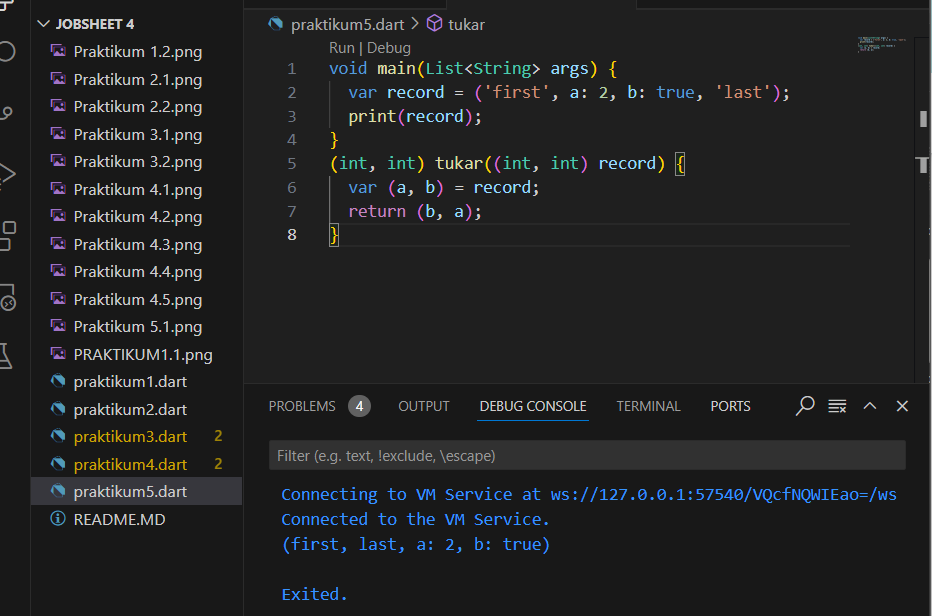 JOBSHEET 4
Praktikum 1.2.png
Praktikum 2.1.png
Praktikum 2.2.png
Praktikum 3.1.png
Praktikum 3.2.png
Praktikum 4.1.png
Praktikum 4.2.png
Praktikum 4.3.png
Praktikum 4.4.png
Praktikum 4.5.png
Praktikum 5.1.png
PRAKTIKUM1.1.png
praktikum1.dart
praktikum2.dart
praktikum3.dart 2
praktikum4.dart 2
praktikum5.dart
README.MD
praktikum5.dart > tukar
Run | Debug
1 void main(List<String> args) {
2 var record = ('first', a: 2, b: true, 'last');
3 print(record);
4 }
5 (int, int) tukar((int, int) record) {
6 var (a, b) = record;
7 return (b, a);
8 }
PROBLEMS 4 OUTPUT DEBUG CONSOLE TERMINAL PORTS
Filter (e.g. text, !exclude, \escape)
Connecting to VM Service at ws://127.0.0.1:57540/VQcfNQWIEao=/ws
Connected to the VM Service.
(first, last, a: 2, b: true)
Exited.